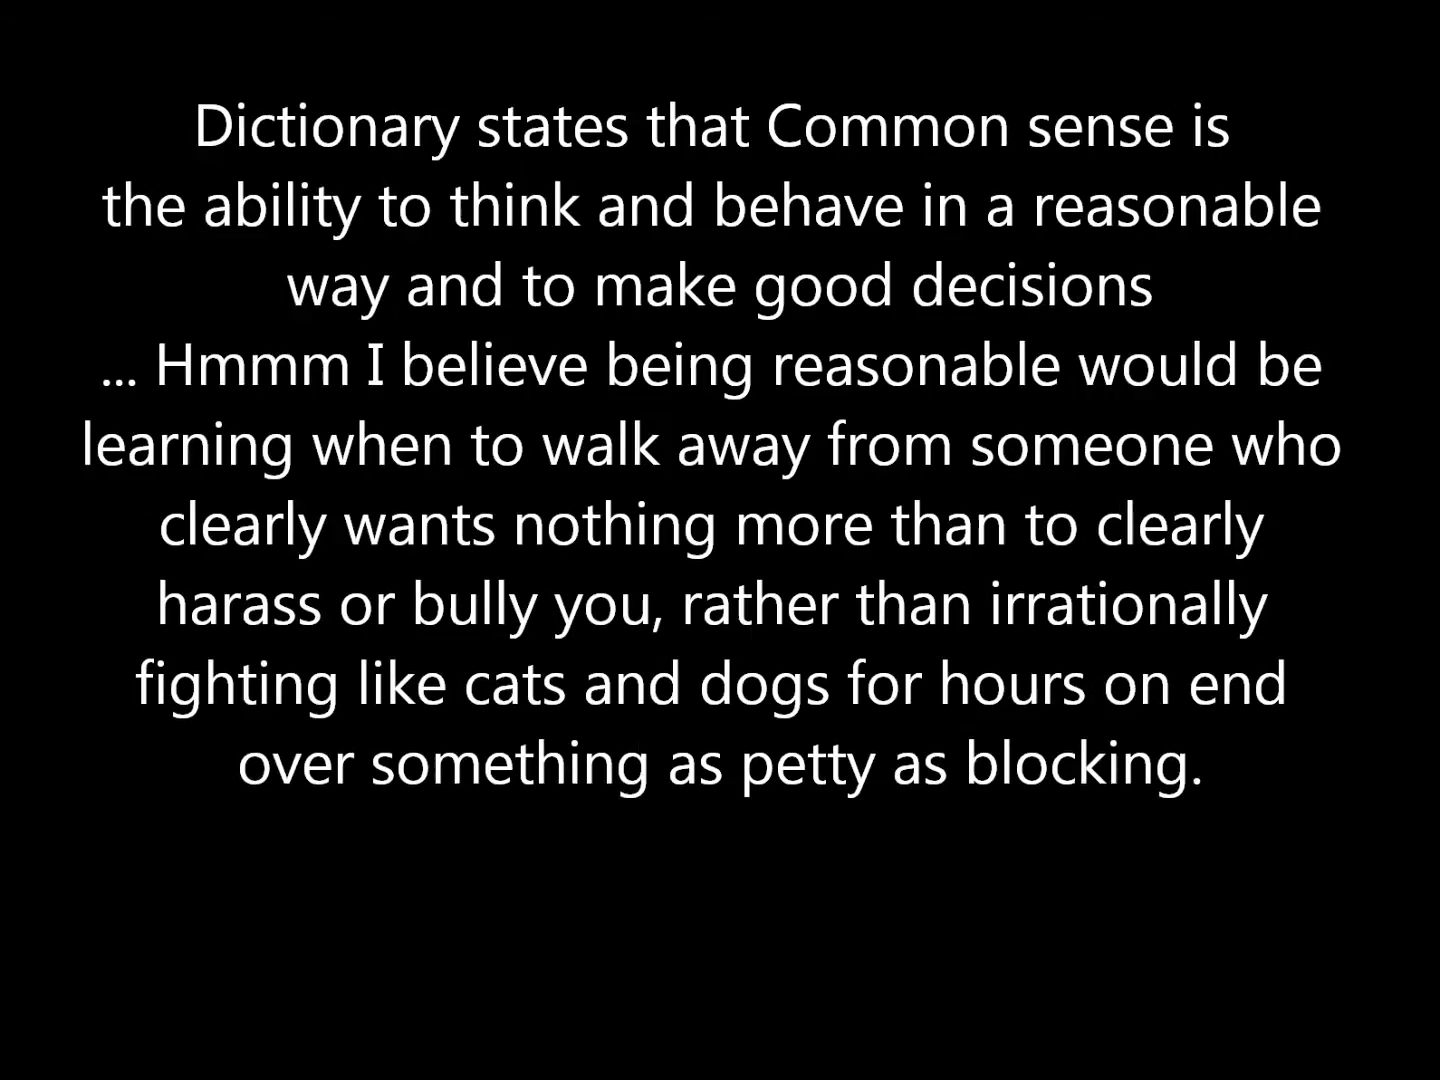 Dictionary states that Common sense is
the ability to think and behave in a reasonable
way and to make good decisions
... Hmmm I believe being reasonable would be
learning when to walk away from someone who
clearly wants nothing more than to clearly
harass or bully you, rather than irrationally
fighting like cats and dogs for hours on end
over something as petty as blocking.